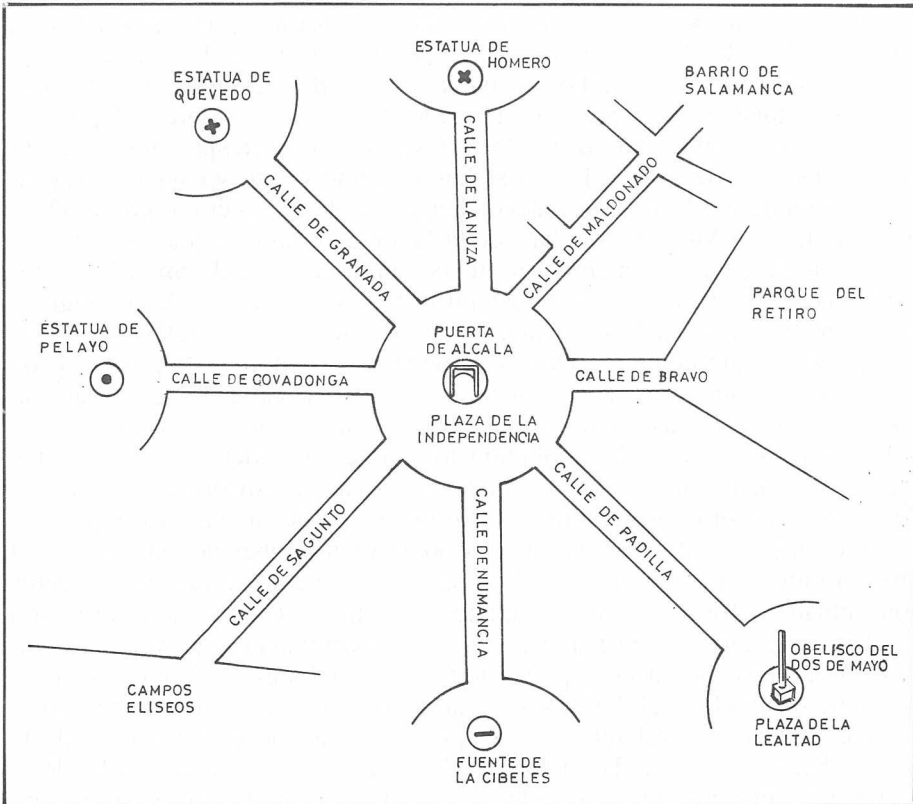 ESTATUA DE
HOMERO
ESTATUA DE
QUEVEDO
BARRIO DE
SALAMANCA
CALLE DE LANUZA
CALLE DE GRANADA
CALLE DE MALDONADO
PARQUE DEL
RETIRO
ESTATUA DE
PELAYO
PUERTA
DE ALCALA
CALLE DE COVADONGA
CALLE DE BRAVO
PLAZA DE LA
INDEPENDENCIA
CALLE DE SAGUNTO
CALLE DE NUMANCIA
CALLE DE PADILLA
OBELISCO DEL
DOS DE MAYO
CAMPOS
ELISEOS
PLAZA DE LA
LEALTAD
FUENTE DE
LA CIBELES